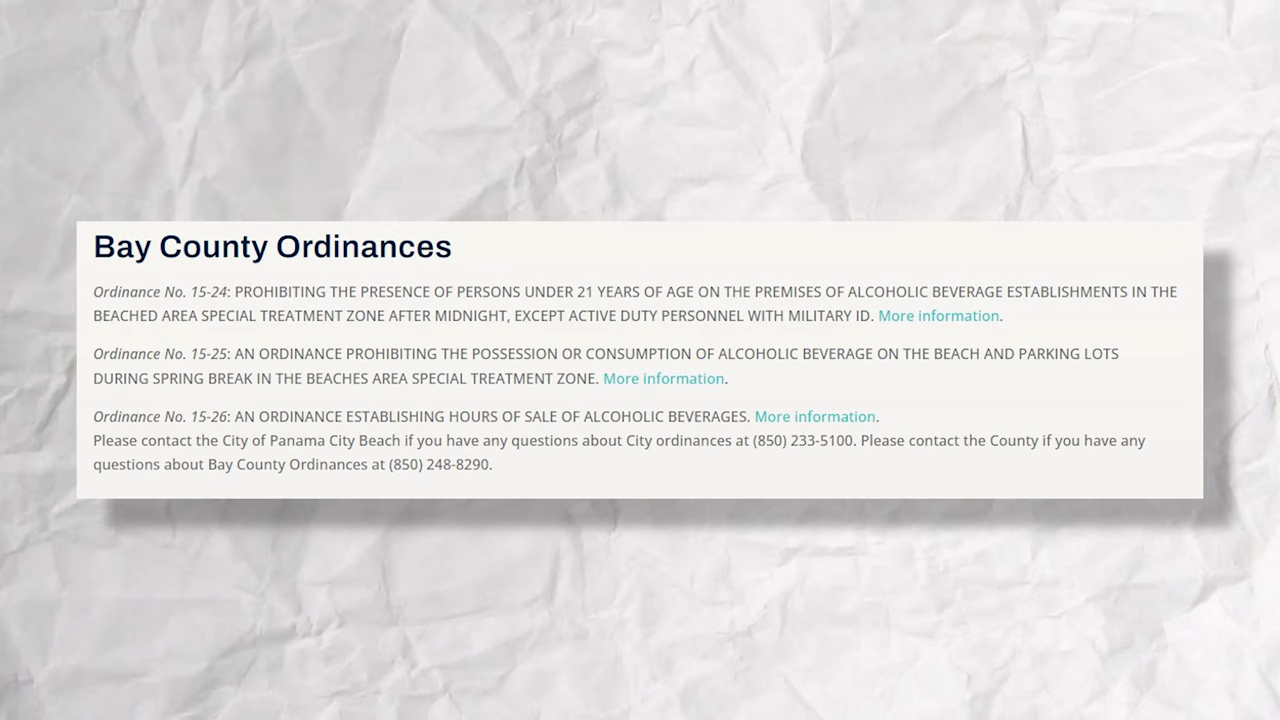 Bay County Ordinances
Ordinance No. 15-24: PROHIBITING THE PRESENCE OF PERSONS UNDER 21 YEARS OF AGE ON THE PREMISES OF ALCOHOLIC BEVERAGE ESTABLISHMENTS IN THE
BEACHED AREA SPECIAL TREATMENT ZONE AFTER MIDNIGHT, EXCEPT ACTIVE DUTY PERSONNEL WITH MILITARY ID. More information.
Ordinance No. 15-25: AN ORDINANCE PROHIBITING THE POSSESSION OR CONSUMPTION OF ALCOHOLIC BEVERAGE ON THE BEACH AND PARKING LOTS
DURING SPRING BREAK IN THE BEACHES AREA SPECIAL TREATMENT ZONE. More information.
Ordinance No. 15-26: AN ORDINANCE ESTABLISHING HOURS OF SALE OF ALCOHOLIC BEVERAGES. More information.
Please contact the City of Panama City Beach if you have any questions about City ordinances at (850) 233-5100. Please contact the County if you have any
questions about Bay County Ordinances at (850) 248-8290.